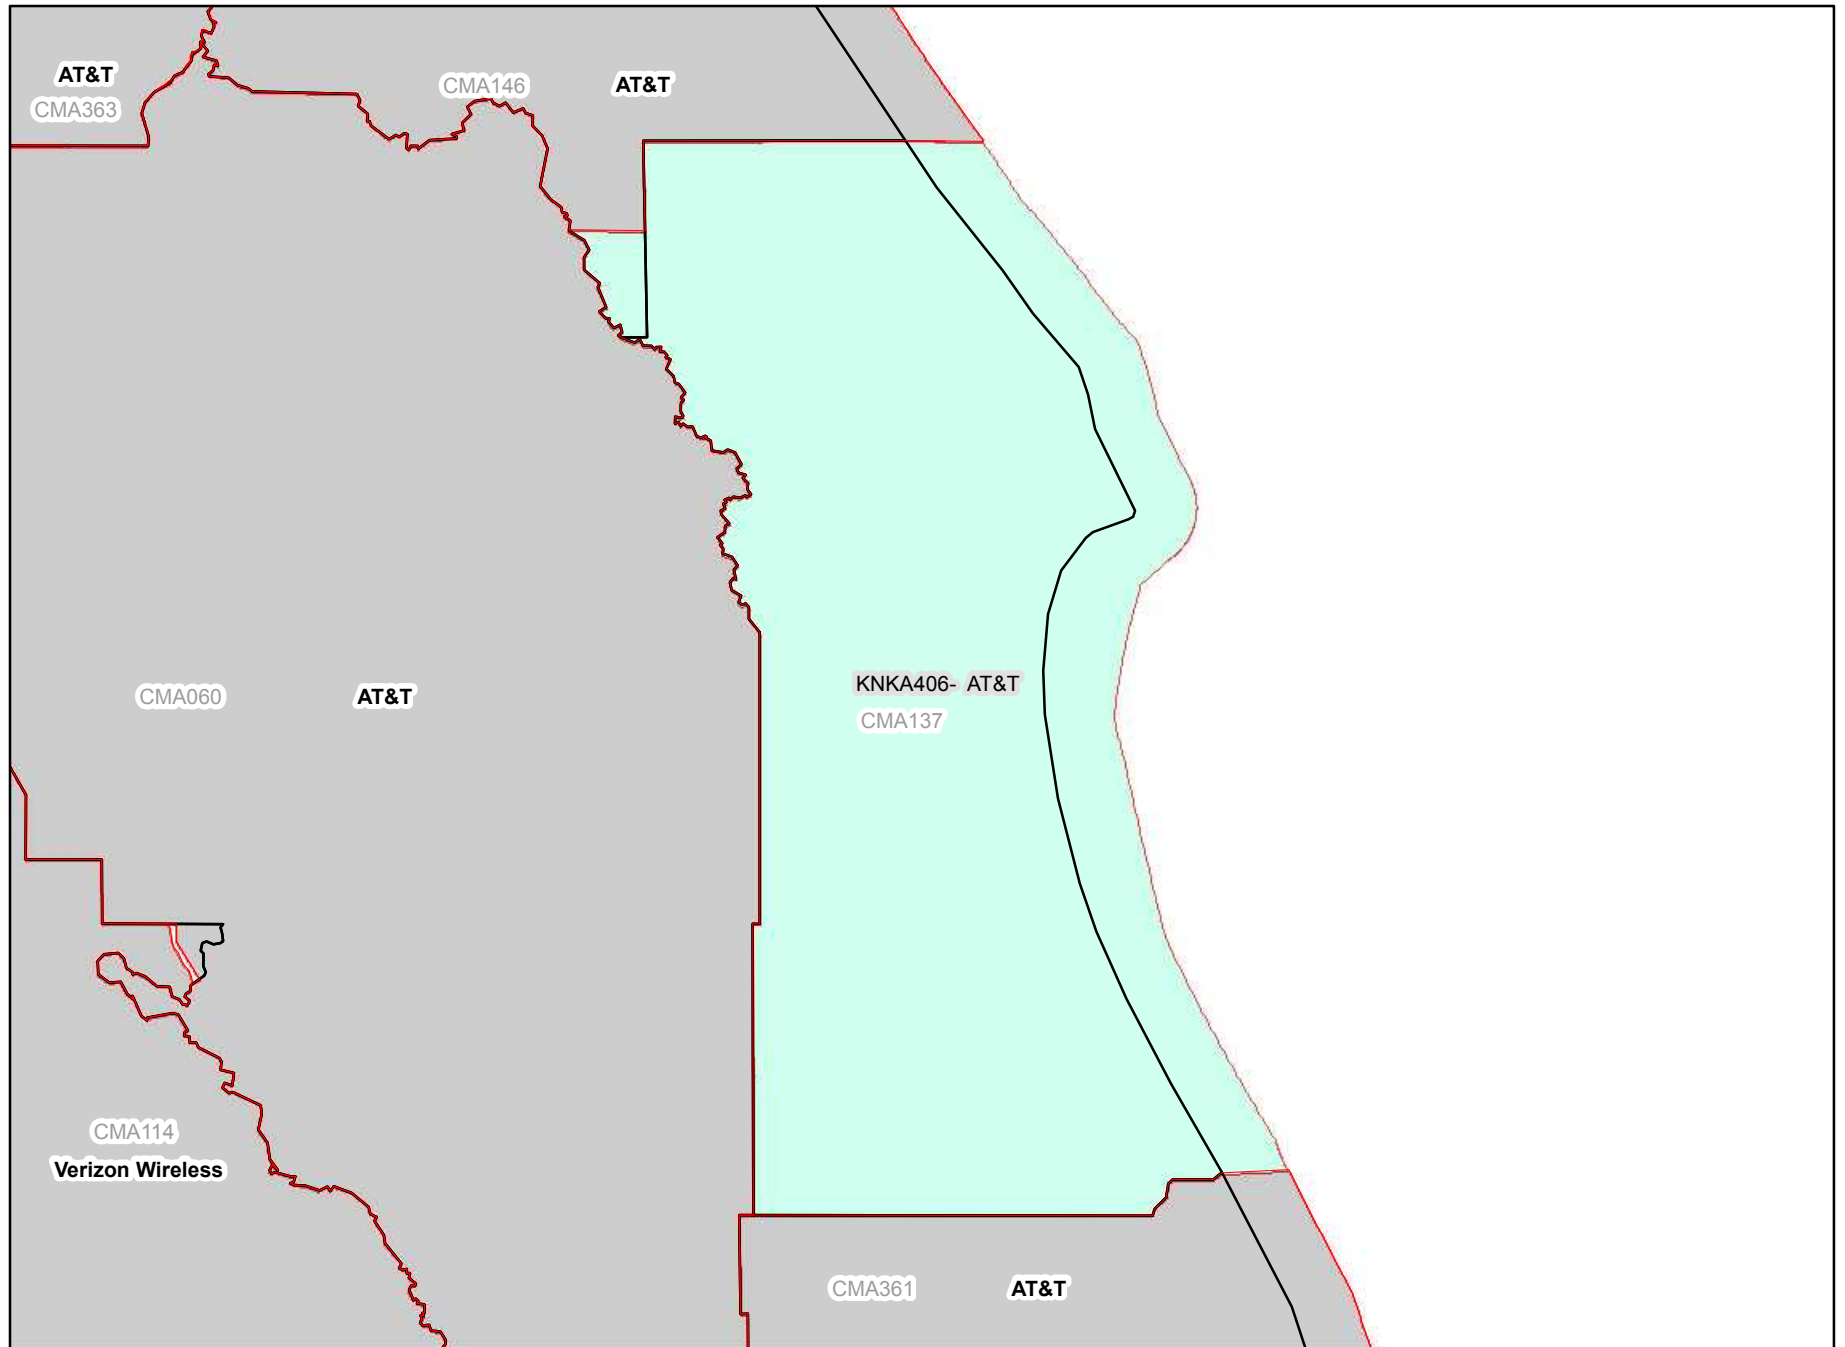 AT&T
CMA363
CMA146 AT&T
CMA060 AT&T
KNKA406- AT&T
CMA137
CMA114
Verizon Wireless
CMA361 AT&T